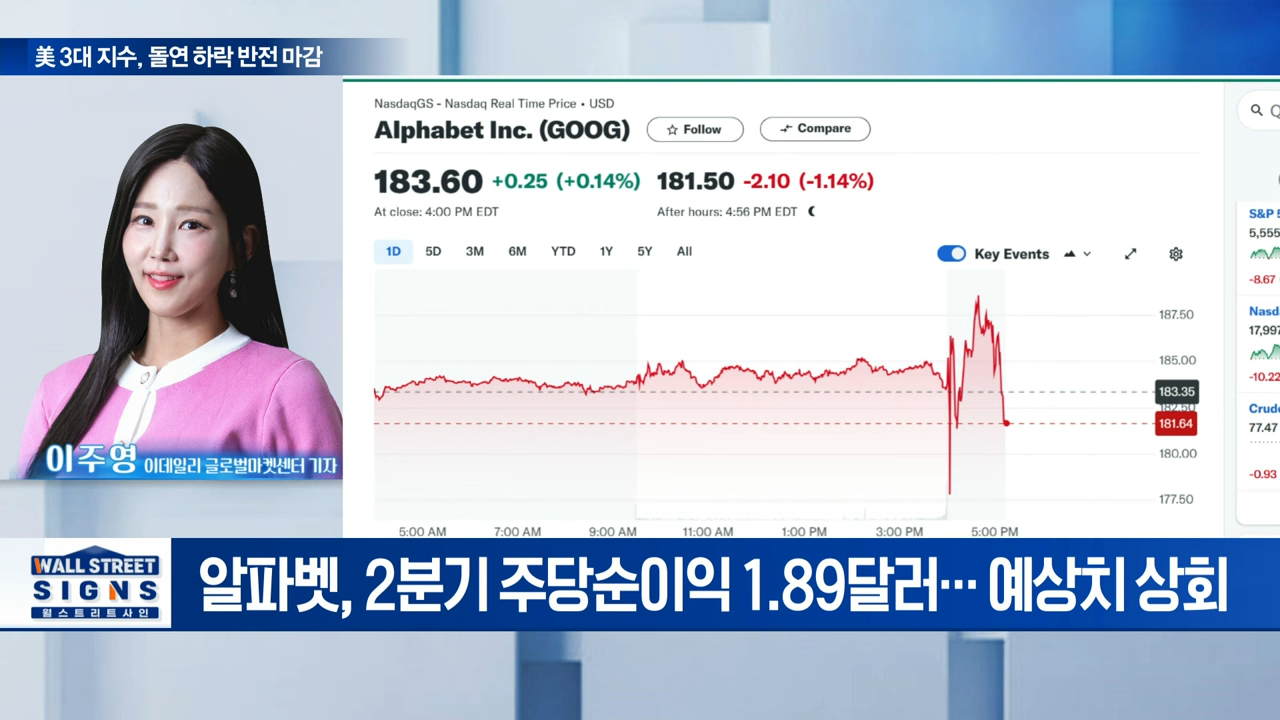 美 3대 지수, 돌연 하락 반전 마감
NasdaqGS - Nasdaq Real Time Price • USD
Alphabet Inc. (GOOG)
Follow
Compare
183.60 +0.25 (+0.14%)
181.50 -2.10 (-1.14%)
At close: 4:00 PM EDT
After hours: 4:56 PM EDT
1D 5D 3M 6M YTD 1Y 5Y All
Key Events
187.50
185.00
183.35
182.50
181.64
180.00
177.50
5:00 AM 7:00 AM 9:00 AM 11:00 AM 1:00 PM 3:00 PM 5:00 PM
S&P
5,555
-8.67
Nasd
17,997
-10.22
Crude
77.47
-0.93
이주영 이데일리 글로벌마켓센터 기자
WALL STREET
SIGNS
월스트리트사인
알파벳, 2분기 주당순이익 1.89달러… 예상치 상회